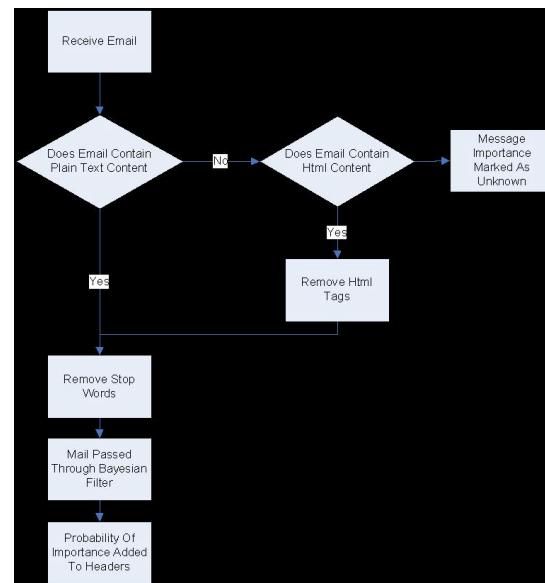 Receive Email
Does Email Contain
Plain Text Content
No
Does Email Contain
Html Content
Message
Importance
Marked As
Unknown
Yes
Yes
Remove Html
Tags
Remove Stop
Words
Mail Passed
Through Bayesian
Filter
Probability Of
Importance Added
To Headers